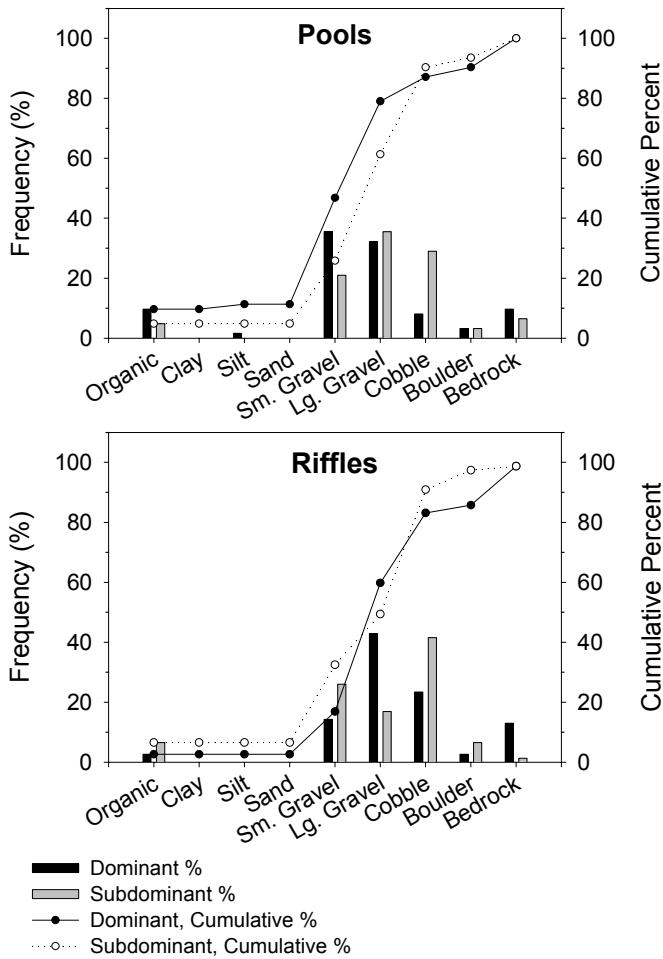 Pools
Frequency (%)
100
80
60
40
20
0
100
80
60
40
20
0
Cumulative Percent
Organic
Clay
Silt
Sand
Sm. Gravel
Lg. Gravel
Cobble
Boulder
Bedrock
Riffles
Frequency (%)
100
80
60
40
20
0
100
80
60
40
20
0
Cumulative Percent
Organic
Clay
Silt
Sand
Sm. Gravel
Lg. Gravel
Cobble
Boulder
Bedrock
Dominant %
Subdominant %
Dominant, Cumulative %
Subdominant, Cumulative %